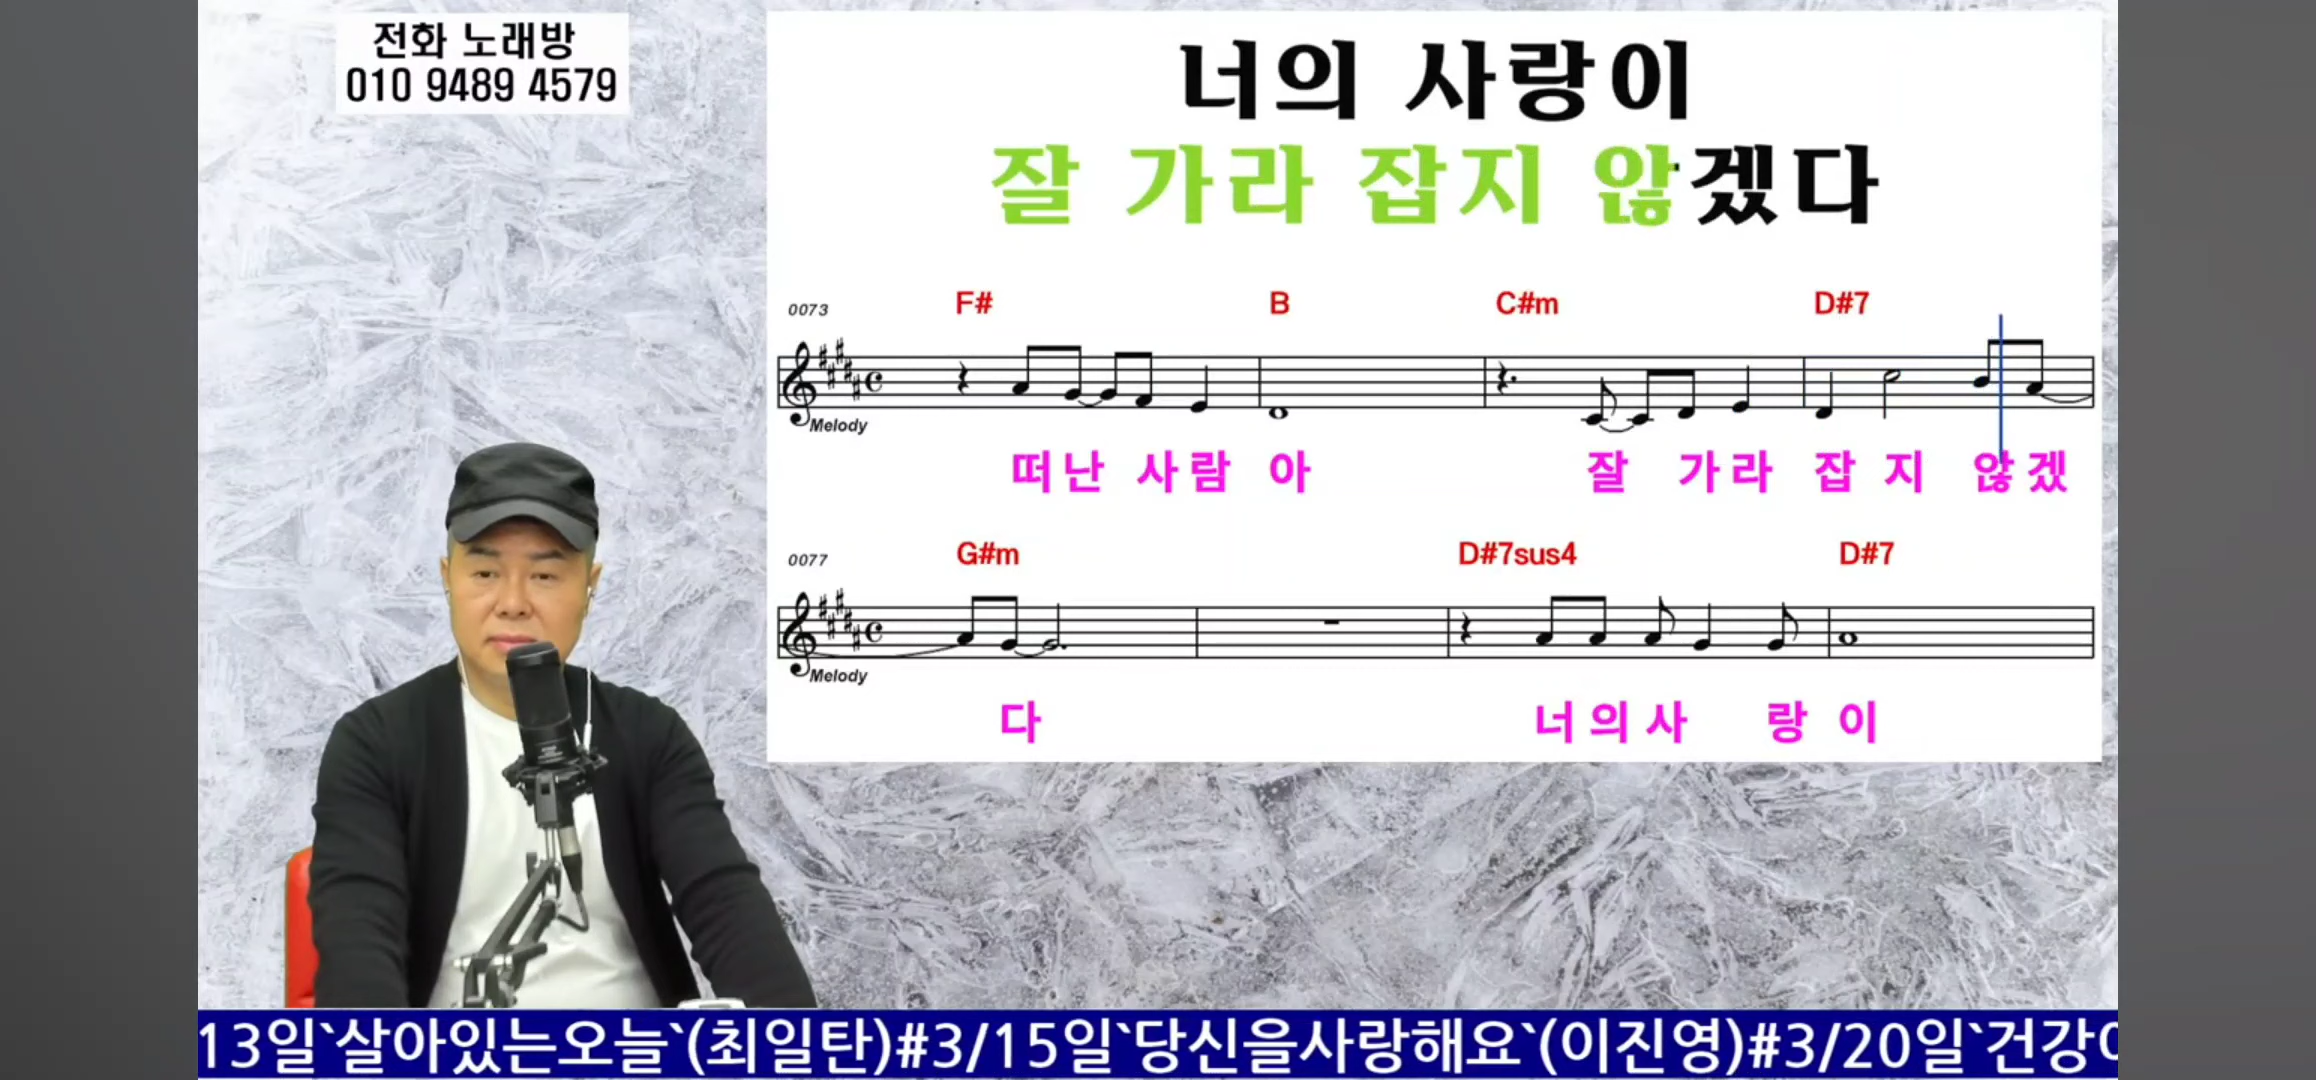 전화 노래방
010 9489 4579
너의 사랑이
잘 가라 잡지 않겠다
0073 F# B C#m D#7
Melody
떠난 사람 아 잘 가라 잡 지 않겠
0077 G#m D#7sus4 D#7
Melody
다 너의사 랑 이
13일`살아있는오늘`(최일탄)#3/15일`당신을사랑해요`(이진영)#3/20일`건강